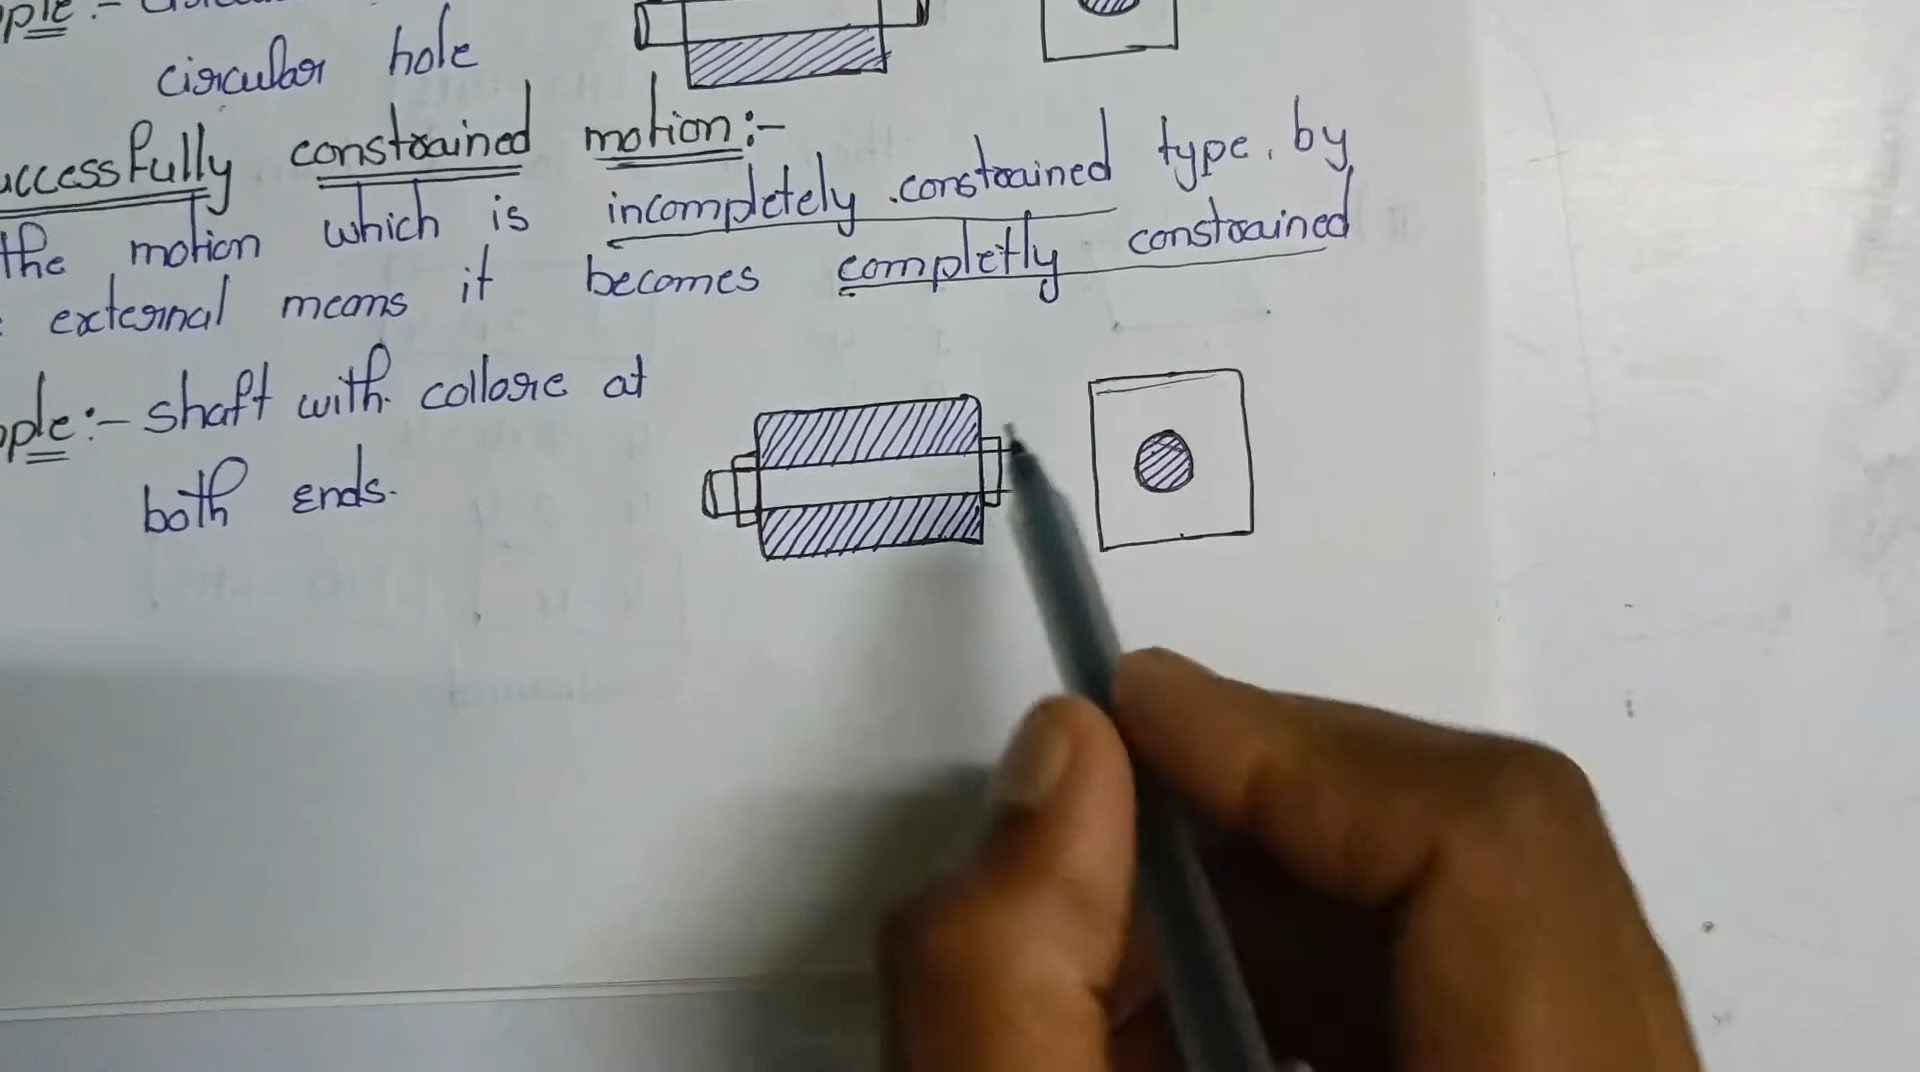 circular hole
uccessfully constrained motion:-
the motion which is incompletely constrained type. by
external means it becomes completly constrained
ple:- shaft with collare at
both ends.